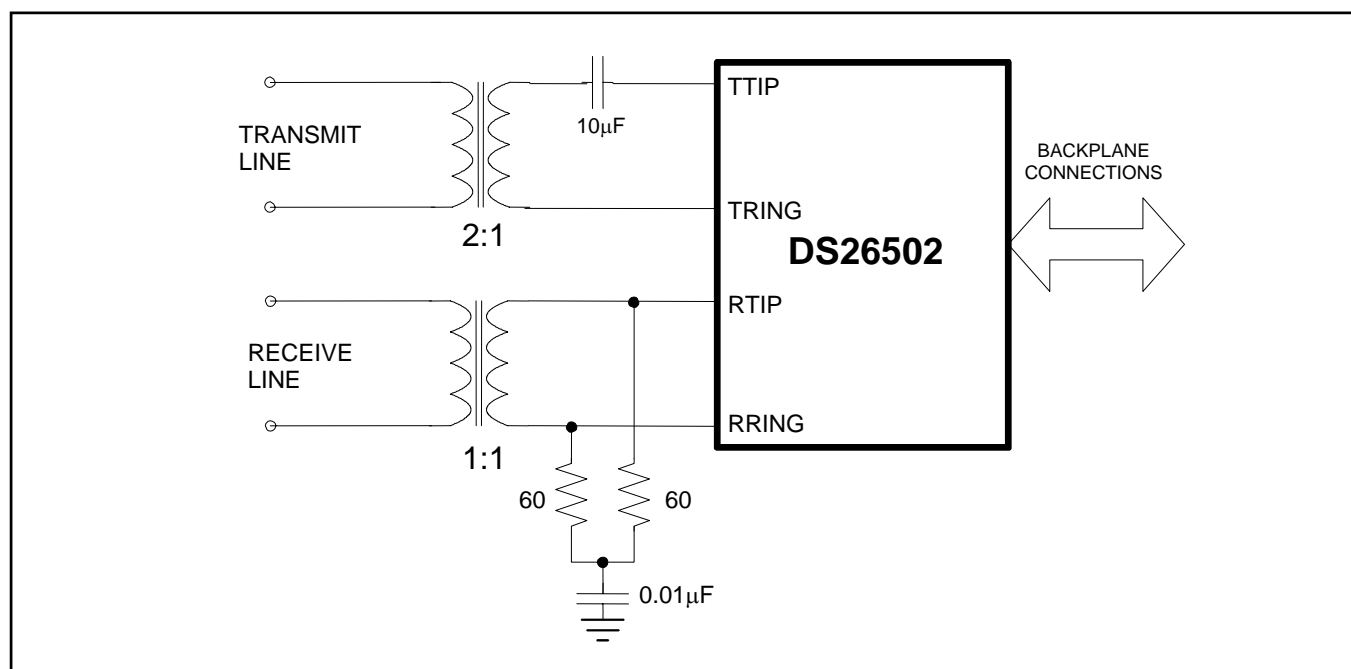 TTIP
10µF
TRANSMIT
LINE
BACKPLANE
CONNECTIONS
TRING
2:1
DS26502
RTIP
RECEIVE
LINE
RRING
1:1
60
60
0.01µF